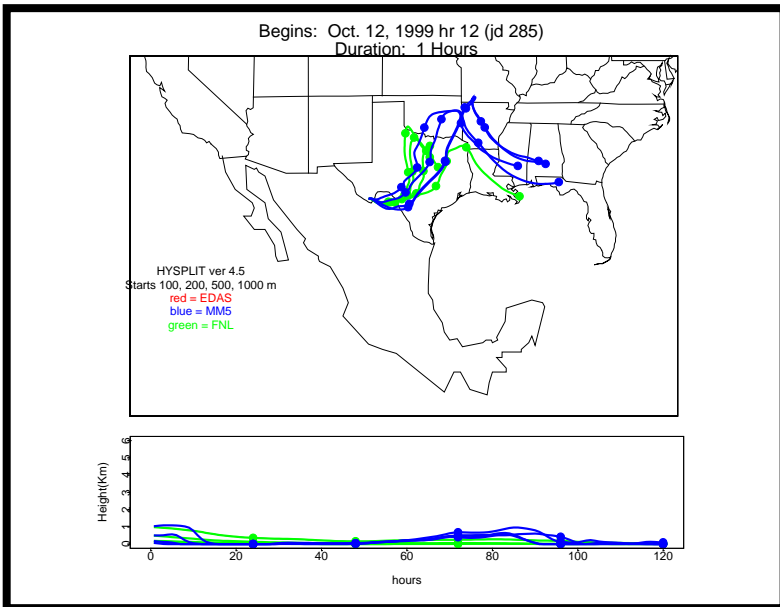 Begins: Oct. 12, 1999 hr 12 (jd 285)
Duration: 1 Hours
HYSPLIT ver 4.5
Starts 100, 200, 500, 1000 m
red = EDAS
blue = MM5
green = FNL
Height(Km)
6
5
4
3
2
1
0
0 20 40 60 80 100 120
hours